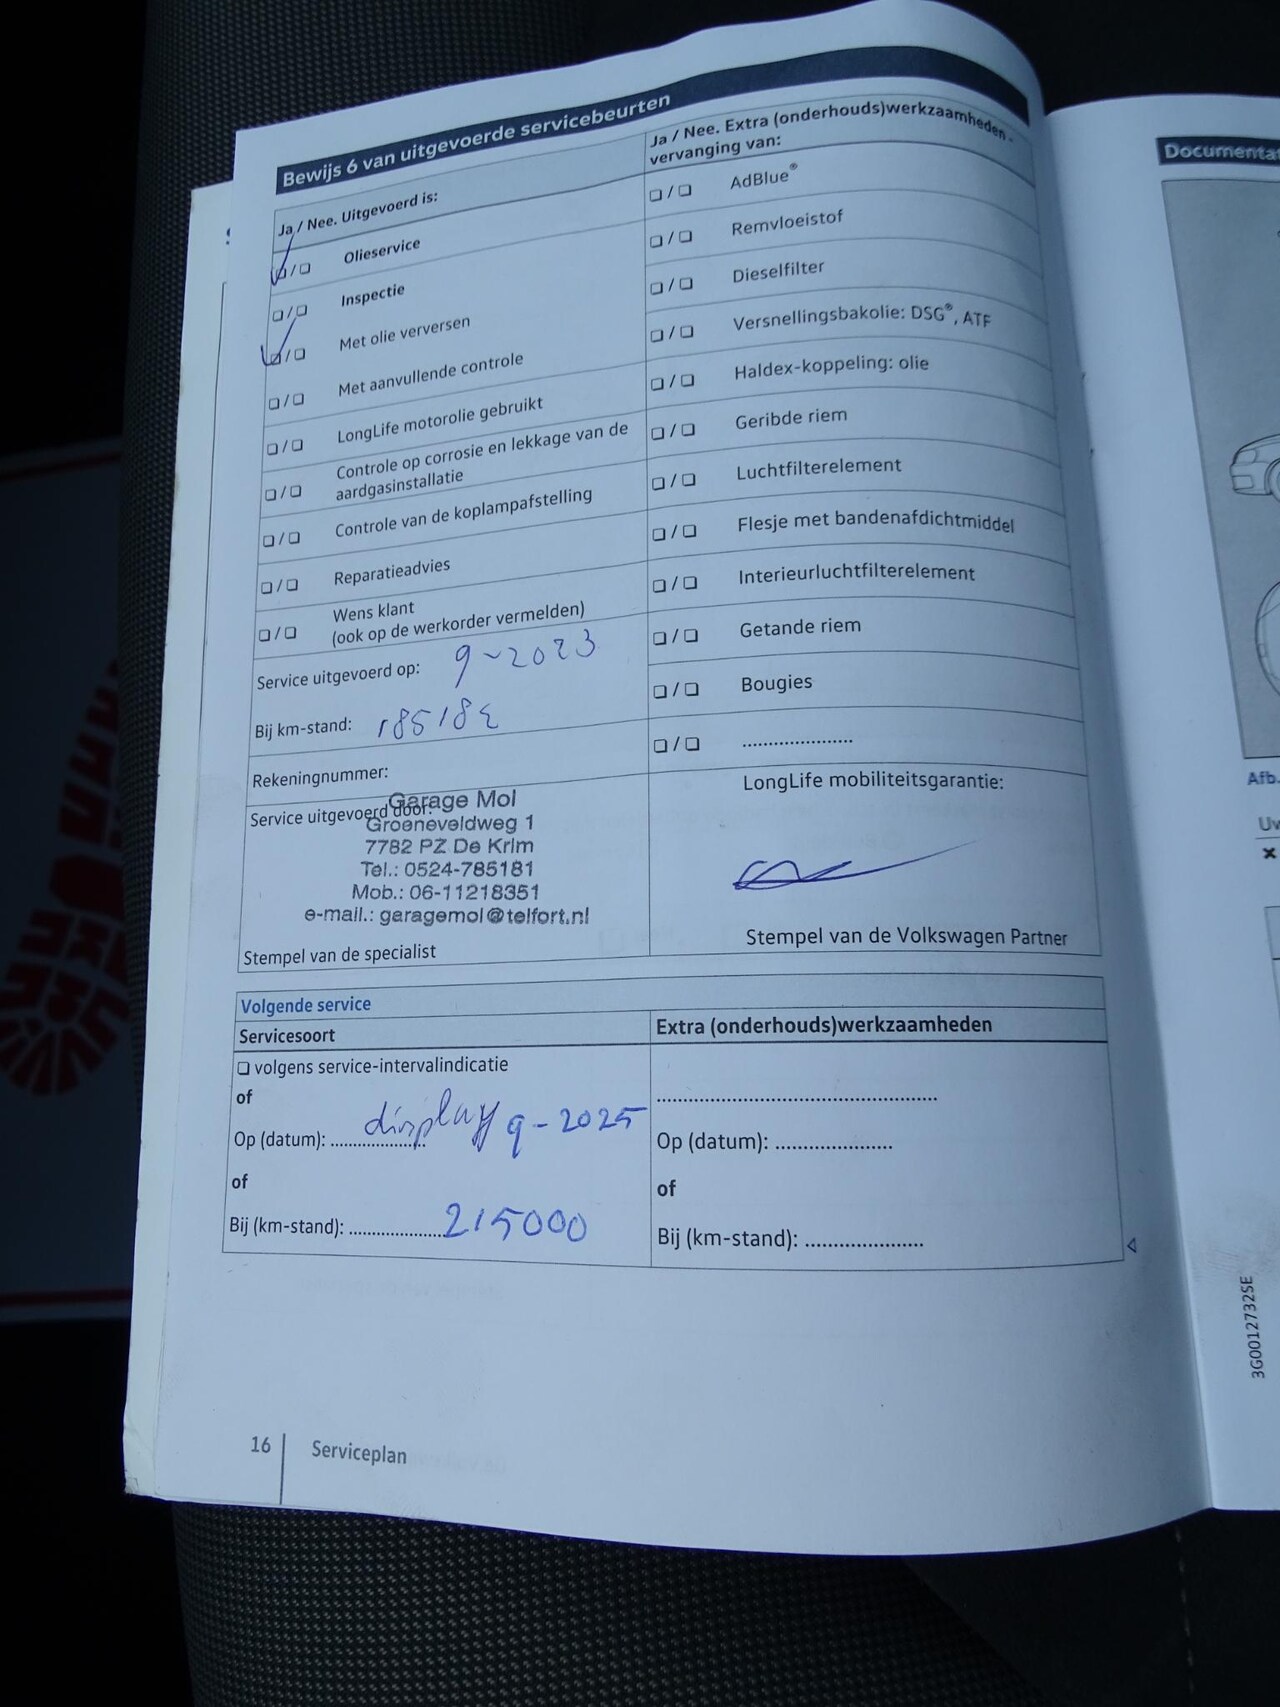 Bewijs 6 van uitgevoerde servicebeurten
Ja / Nee. Uitgevoerd is:
❏ / ❏ Olieservice
❏ / ❏ Inspectie
❏ / ❏ Met olie verversen
❏ / ❏ Met aanvullende controle
❏ / ❏ LongLife motorolie gebruikt
❏ / ❏ Controle op corrosie en lekkage van de
aardgasinstallatie
❏ / ❏ Controle van de koplampafstelling
❏ / ❏ Reparatieadvies
❏ / ❏ Wens klant
(ook op de werkorder vermelden)
Service uitgevoerd op: 9-2023
Bij km-stand:
Rekeningnummer:
Service uitgevoerd door:
Garage Mol
Groeneveldweg 1
7782 PZ De Krim
Tel.: 0524-785181
Mob.: 06-11218351
e-mail.: garagemol@telfort.nl
Stempel van de specialist
Ja / Nee. Extra (onderhouds)werkzaamheden -
vervanging van:
❏ / ❏ AdBlue®
❏ / ❏ Remvloeistof
❏ / ❏ Dieselfilter
❏ / ❏ Versnellingsbakolie: DSG®, ATF
❏ / ❏ Haldex-koppeling: olie
❏ / ❏ Geribde riem
❏ / ❏ Luchtfilterelement
❏ / ❏ Flesje met bandenafdichtmiddel
❏ / ❏ Interieurluchtfilterelement
❏ / ❏ Getande riem
❏ / ❏ Bougies
❏ / ❏ .....................
LongLife mobiliteitsgarantie:
Stempel van de Volkswagen Partner
Volgende service
Servicesoort
❏ volgens service-intervalindicatie
of
Op (datum): .................... display 9-2025
of
Bij (km-stand): .................... 215000
Extra (onderhouds)werkzaamheden
..................................................
Op (datum): .....................
of
Bij (km-stand): .....................
16 Serviceplan
Afb.
3G0012732SE